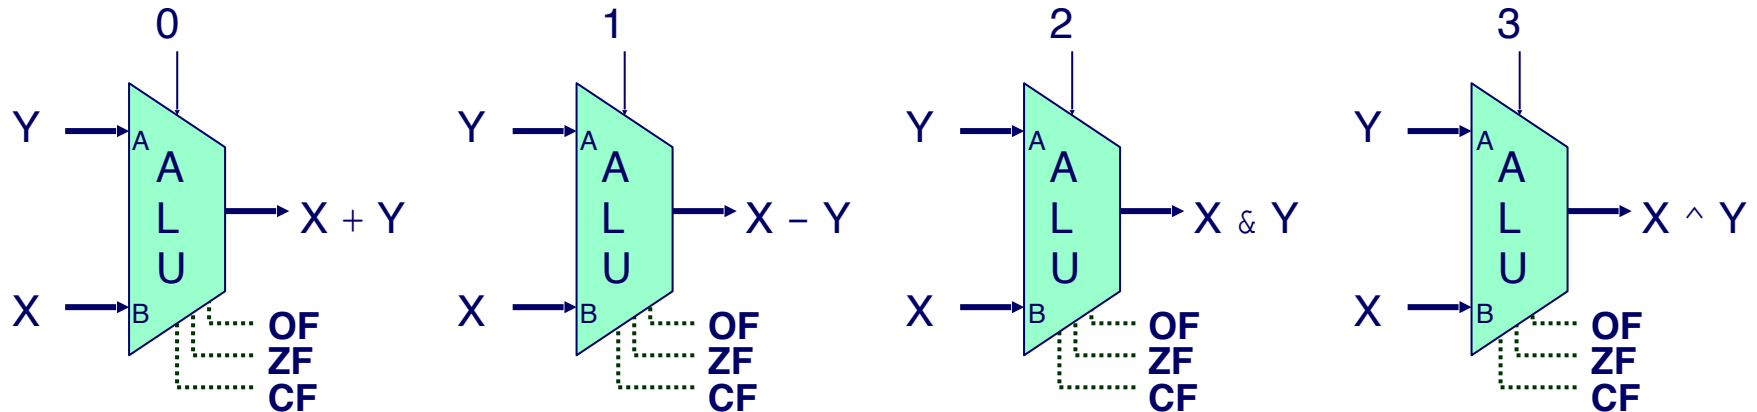 0
Y
A
A
L
U
X
B
X + Y
OF
ZF
CF
1
Y
A
A
L
U
X
B
X – Y
OF
ZF
CF
2
Y
A
A
L
U
X
B
X & Y
OF
ZF
CF
3
Y
A
A
L
U
X
B
X ^ Y
OF
ZF
CF